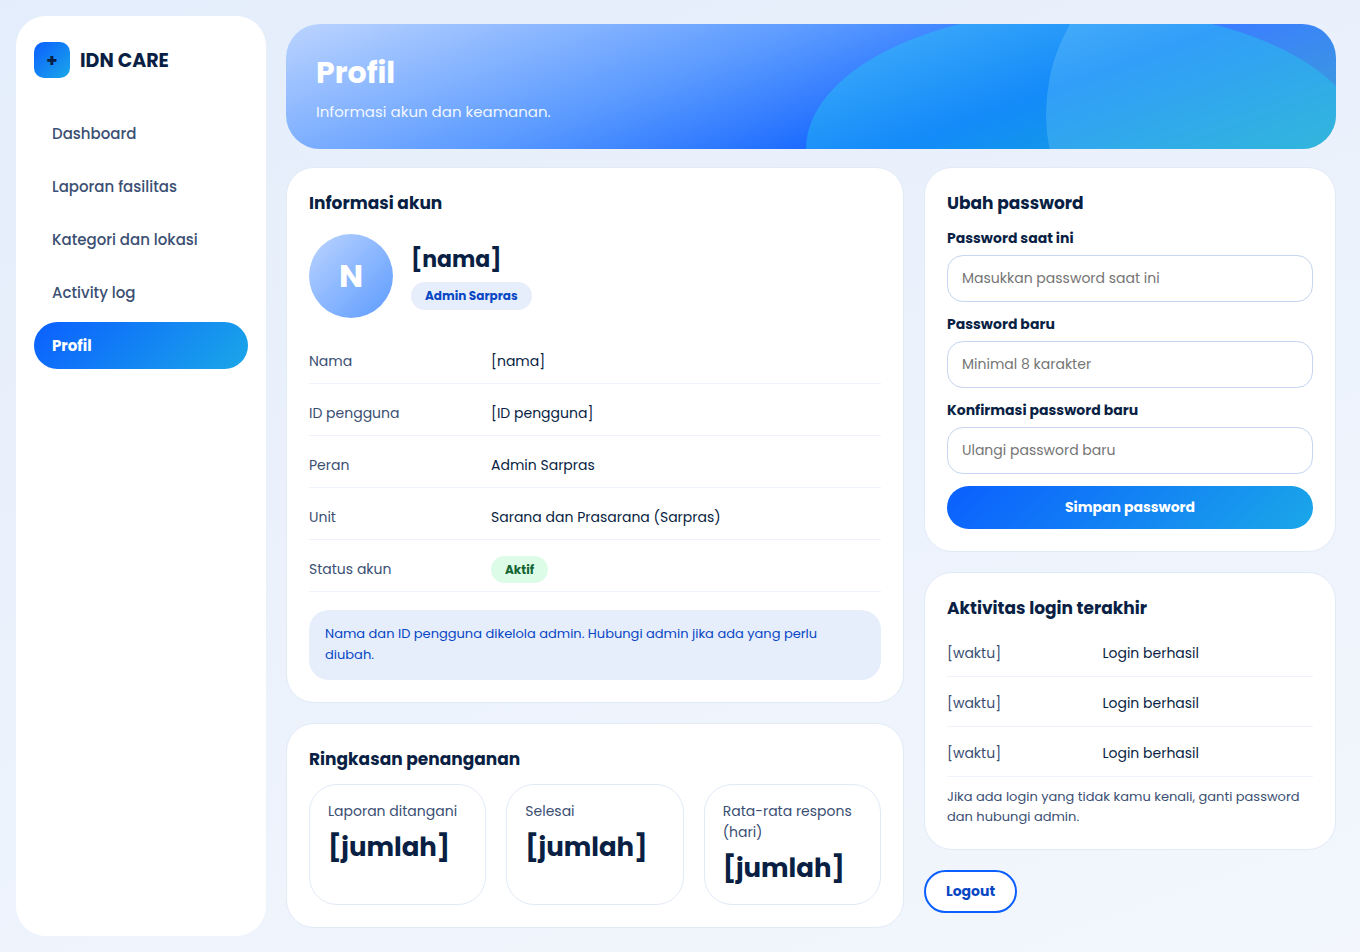 + IDN CARE
Dashboard
Laporan fasilitas
Kategori dan lokasi
Activity log
Profil
Profil
Informasi akun dan keamanan.
Informasi akun
N
[nama]
Admin Sarpras
Nama [nama]
ID pengguna [ID pengguna]
Peran Admin Sarpras
Unit Sarana dan Prasarana (Sarpras)
Status akun Aktif
Nama dan ID pengguna dikelola admin. Hubungi admin jika ada yang perlu
diubah.
Ringkasan penanganan
Laporan ditangani
[jumlah]
Selesai
[jumlah]
Rata-rata respons
(hari)
[jumlah]
Ubah password
Password saat ini
Masukkan password saat ini
Password baru
Minimal 8 karakter
Konfirmasi password baru
Ulangi password baru
Simpan password
Aktivitas login terakhir
[waktu] Login berhasil
[waktu] Login berhasil
[waktu] Login berhasil
Jika ada login yang tidak kamu kenali, ganti password
dan hubungi admin.
Logout